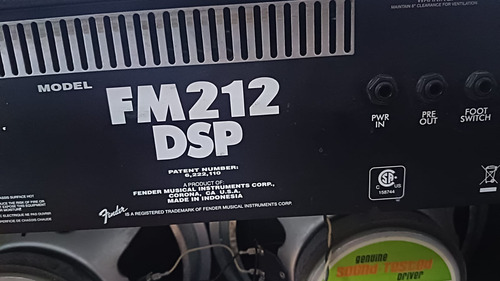 MAINTAIN 6" CLEARANCE FOR VENTILATION
MODEL
FM212
DSP
PATENT NUMBER:
6,222,110
A PRODUCT OF:
FENDER MUSICAL INSTRUMENTS CORP.,
CORONA, CA U.S.A.
MADE IN INDONESIA
Fender IS A REGISTERED TRADEMARK OF FENDER MUSICAL INSTRUMENTS CORP.
PWR
IN
PRE
OUT
FOOT
SWITCH
C US
158744
genuine
SOUND TESTED
driver